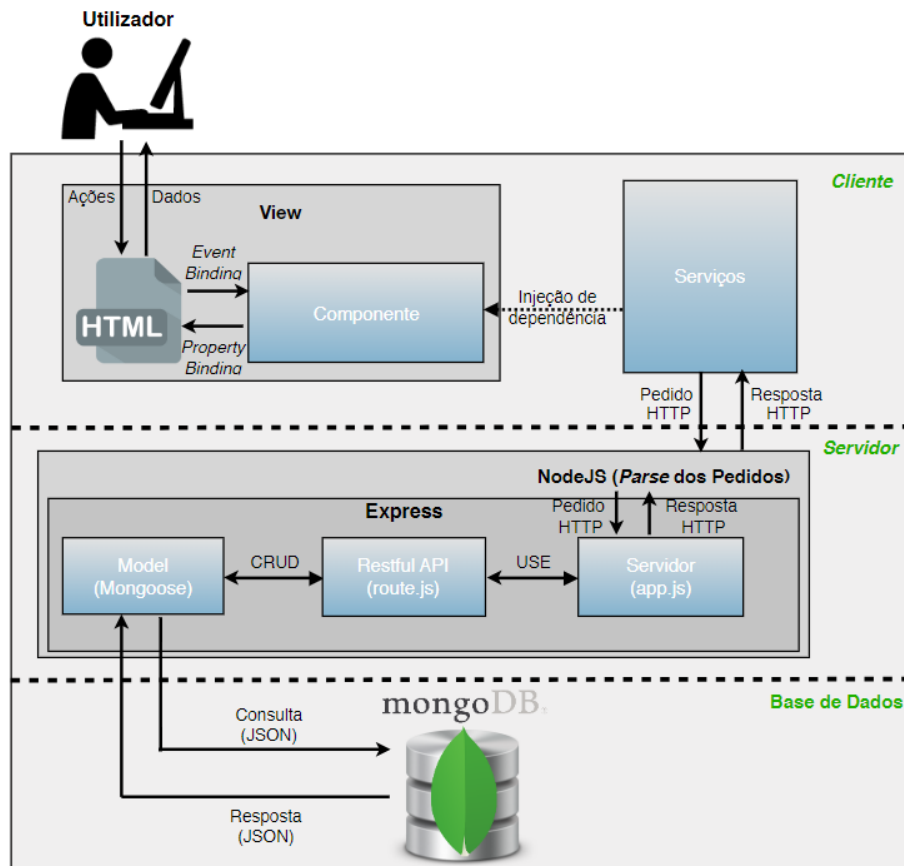 Utilizador
Cliente
Ações
Dados
View
Event
Binding
HTML
Property
Binding
Componente
Injeção de
dependência
Serviços
Pedido
HTTP
Resposta
HTTP
Servidor
NodeJS (Parse dos Pedidos)
Express
Pedido
HTTP
Resposta
HTTP
Model
(Mongoose)
CRUD
Restful API
(route.js)
USE
Servidor
(app.js)
Base de Dados
mongoDB
Consulta
(JSON)
Resposta
(JSON)